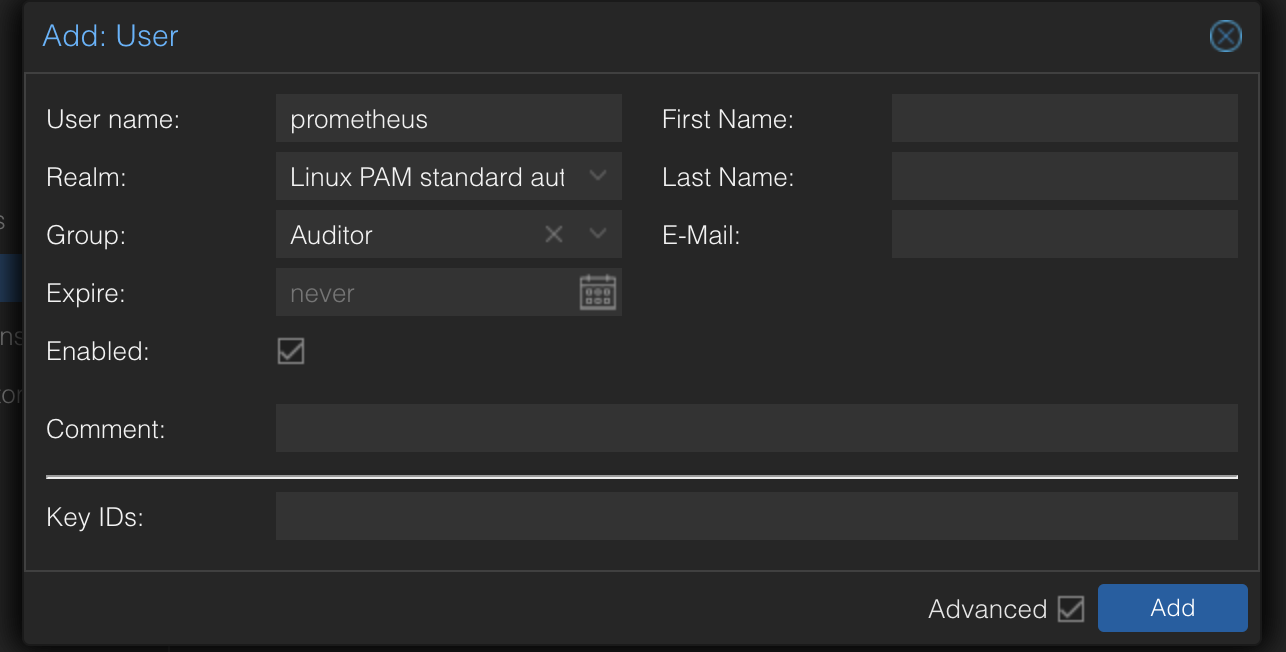 Add: User
User name: prometheus First Name:
Realm: Linux PAM standard aut Last Name:
Group: Auditor E-Mail:
Expire: never
Enabled:
Comment:
Key IDs:
Advanced Add